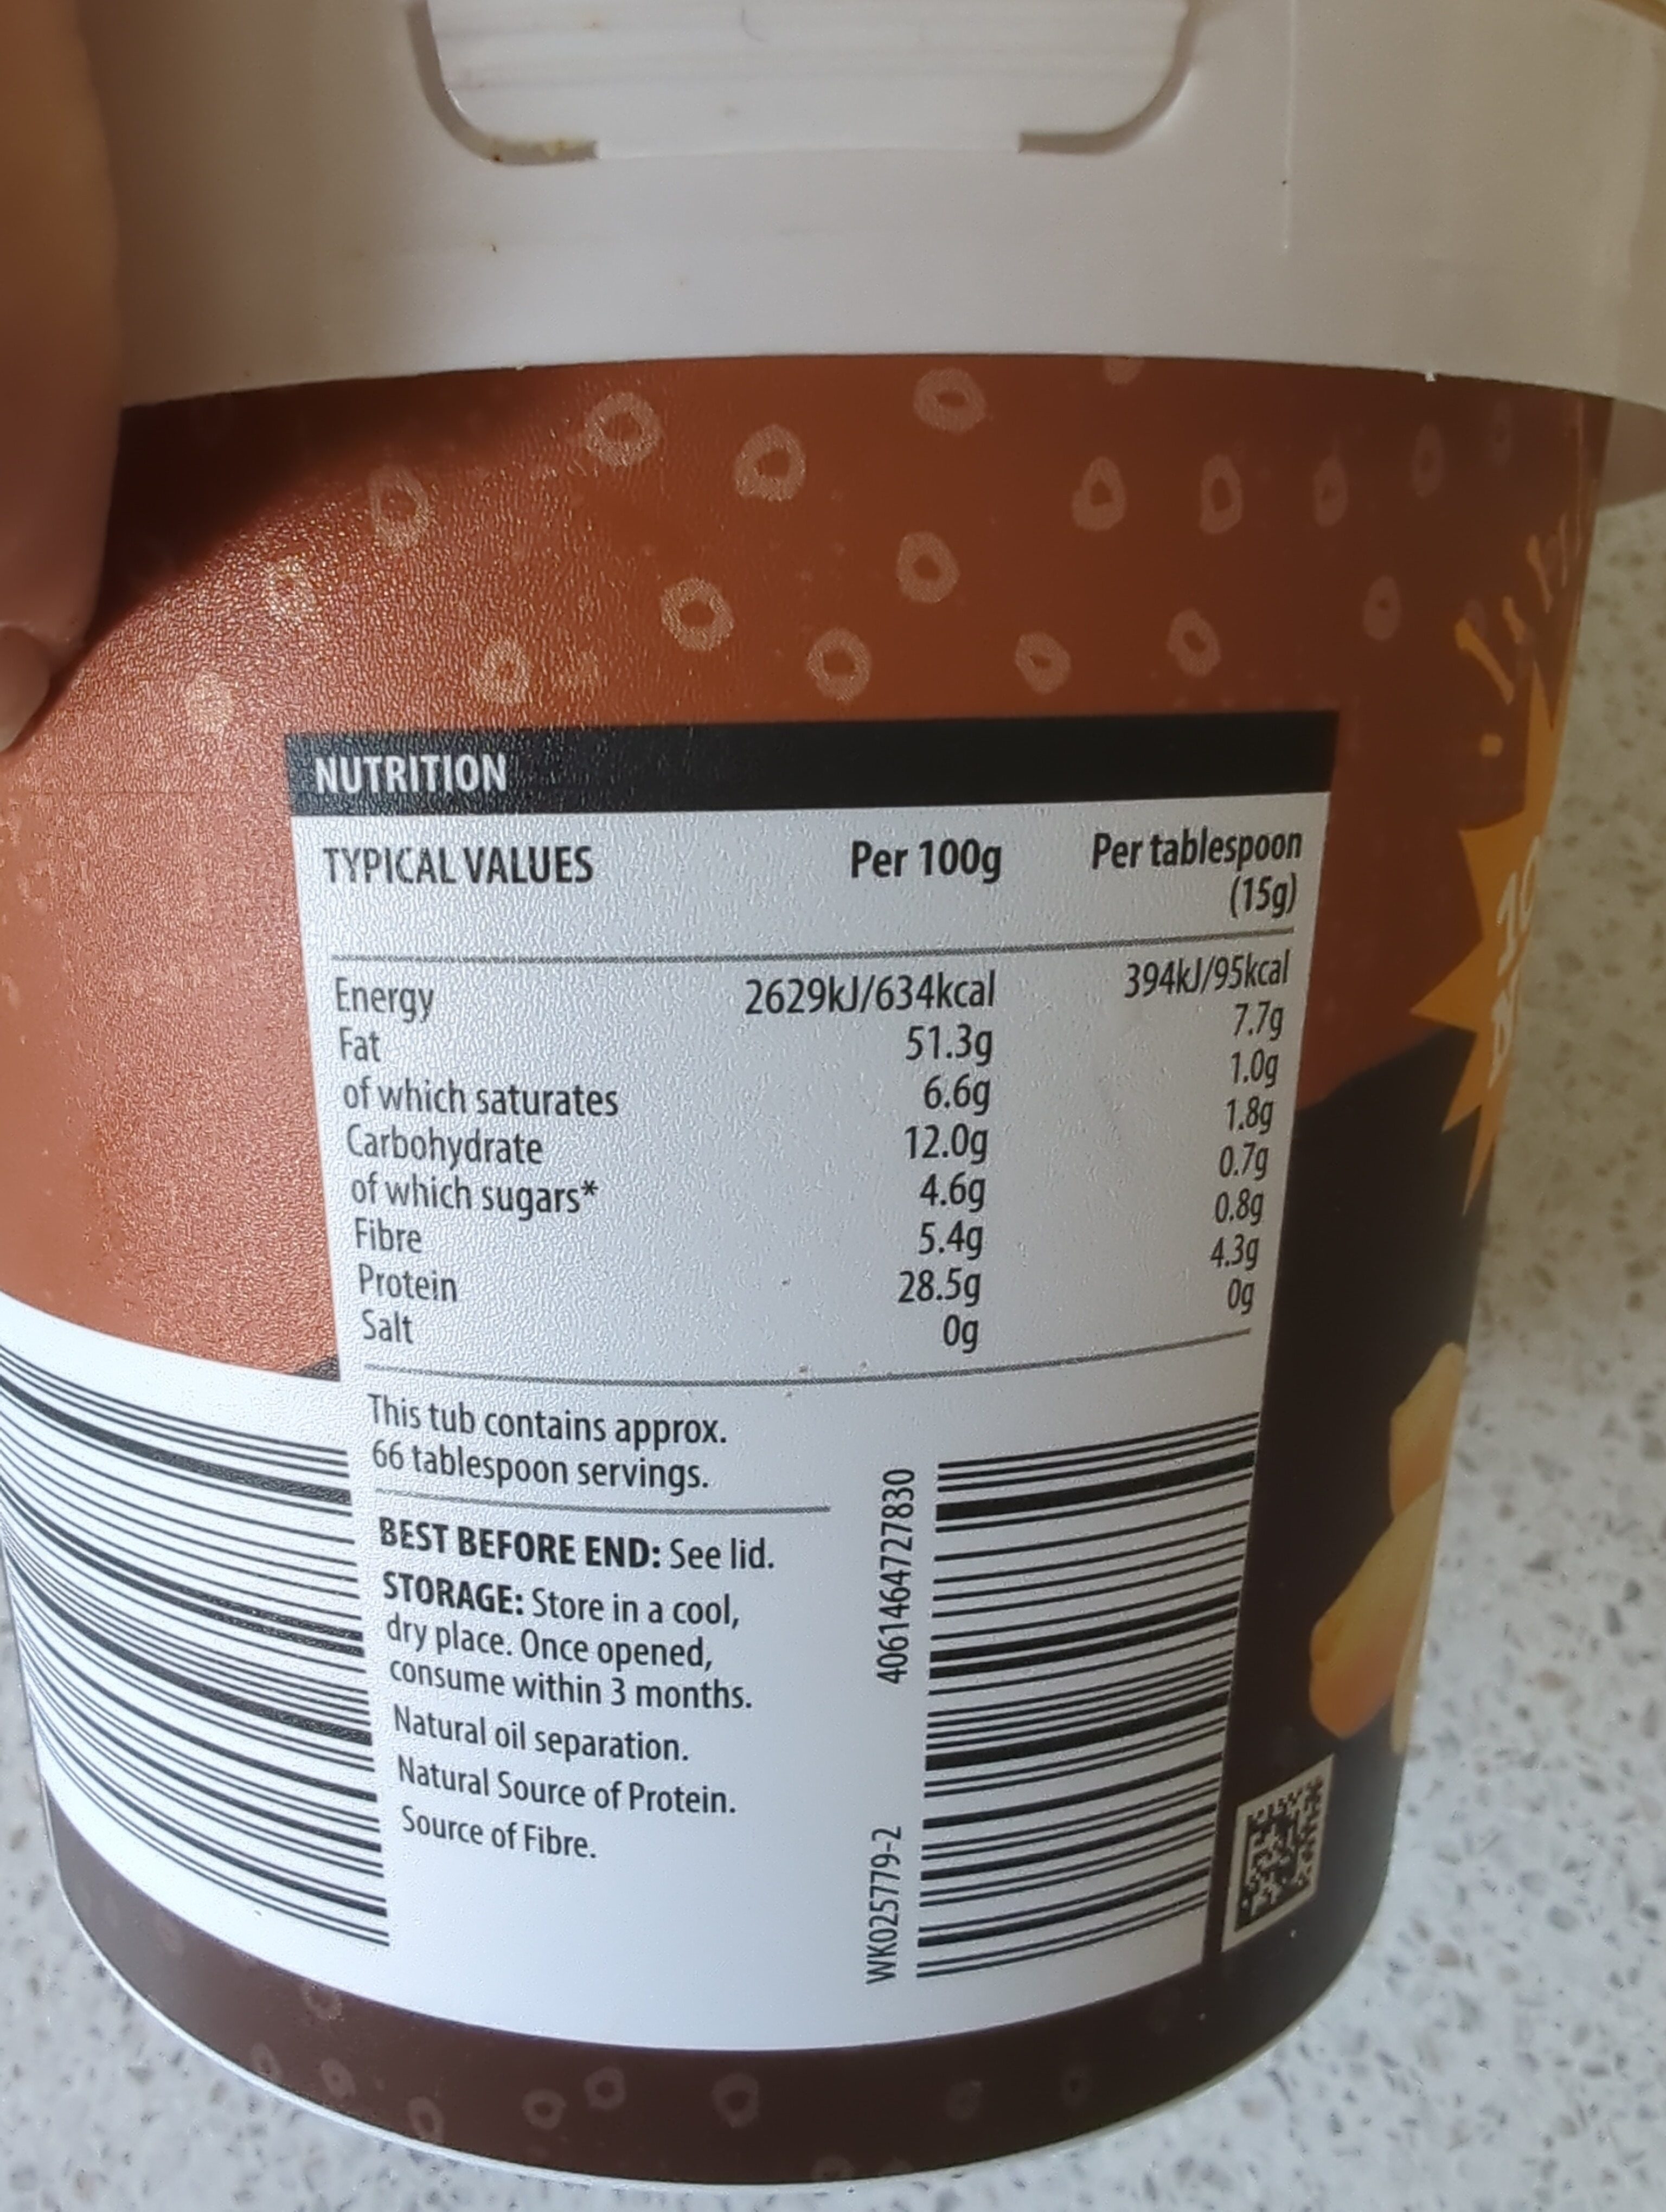 NUTRITION
TYPICAL VALUES Per 100g Per tablespoon
(15g)
Energy 2629kJ/634kcal 394kJ/95kcal
Fat 51.3g 7.7g
of which saturates 6.6g 1.0g
Carbohydrate 12.0g 1.8g
of which sugars* 4.6g 0.7g
Fibre 5.4g 0.8g
Protein 28.5g 4.3g
Salt 0g 0g
This tub contains approx.
66 tablespoon servings.
BEST BEFORE END: See lid.
STORAGE: Store in a cool,
dry place. Once opened,
consume within 3 months.
Natural oil separation.
Natural Source of Protein.
Source of Fibre.
4061464727830
WK025779-2